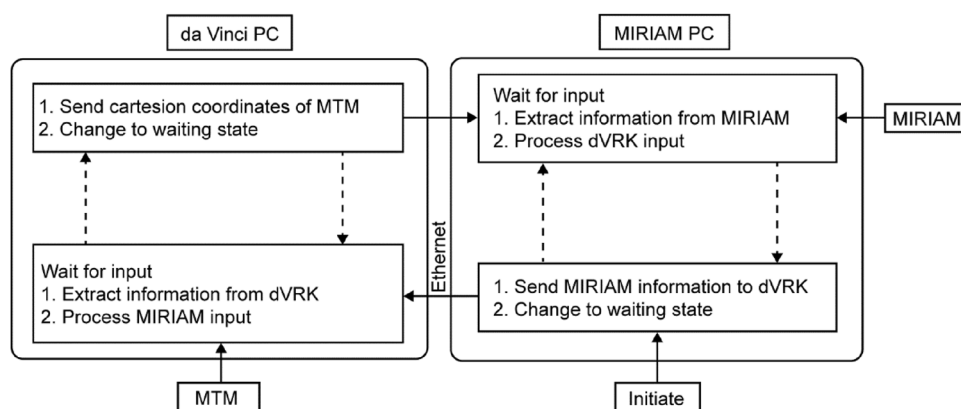 da Vinci PC
MIRIAM PC
1. Send cartesion coordinates of MTM
2. Change to waiting state
Wait for input
1. Extract information from MIRIAM
2. Process dVRK input
MIRIAM
Ethernet
Wait for input
1. Extract information from dVRK
2. Process MIRIAM input
1. Send MIRIAM information to dVRK
2. Change to waiting state
MTM
Initiate